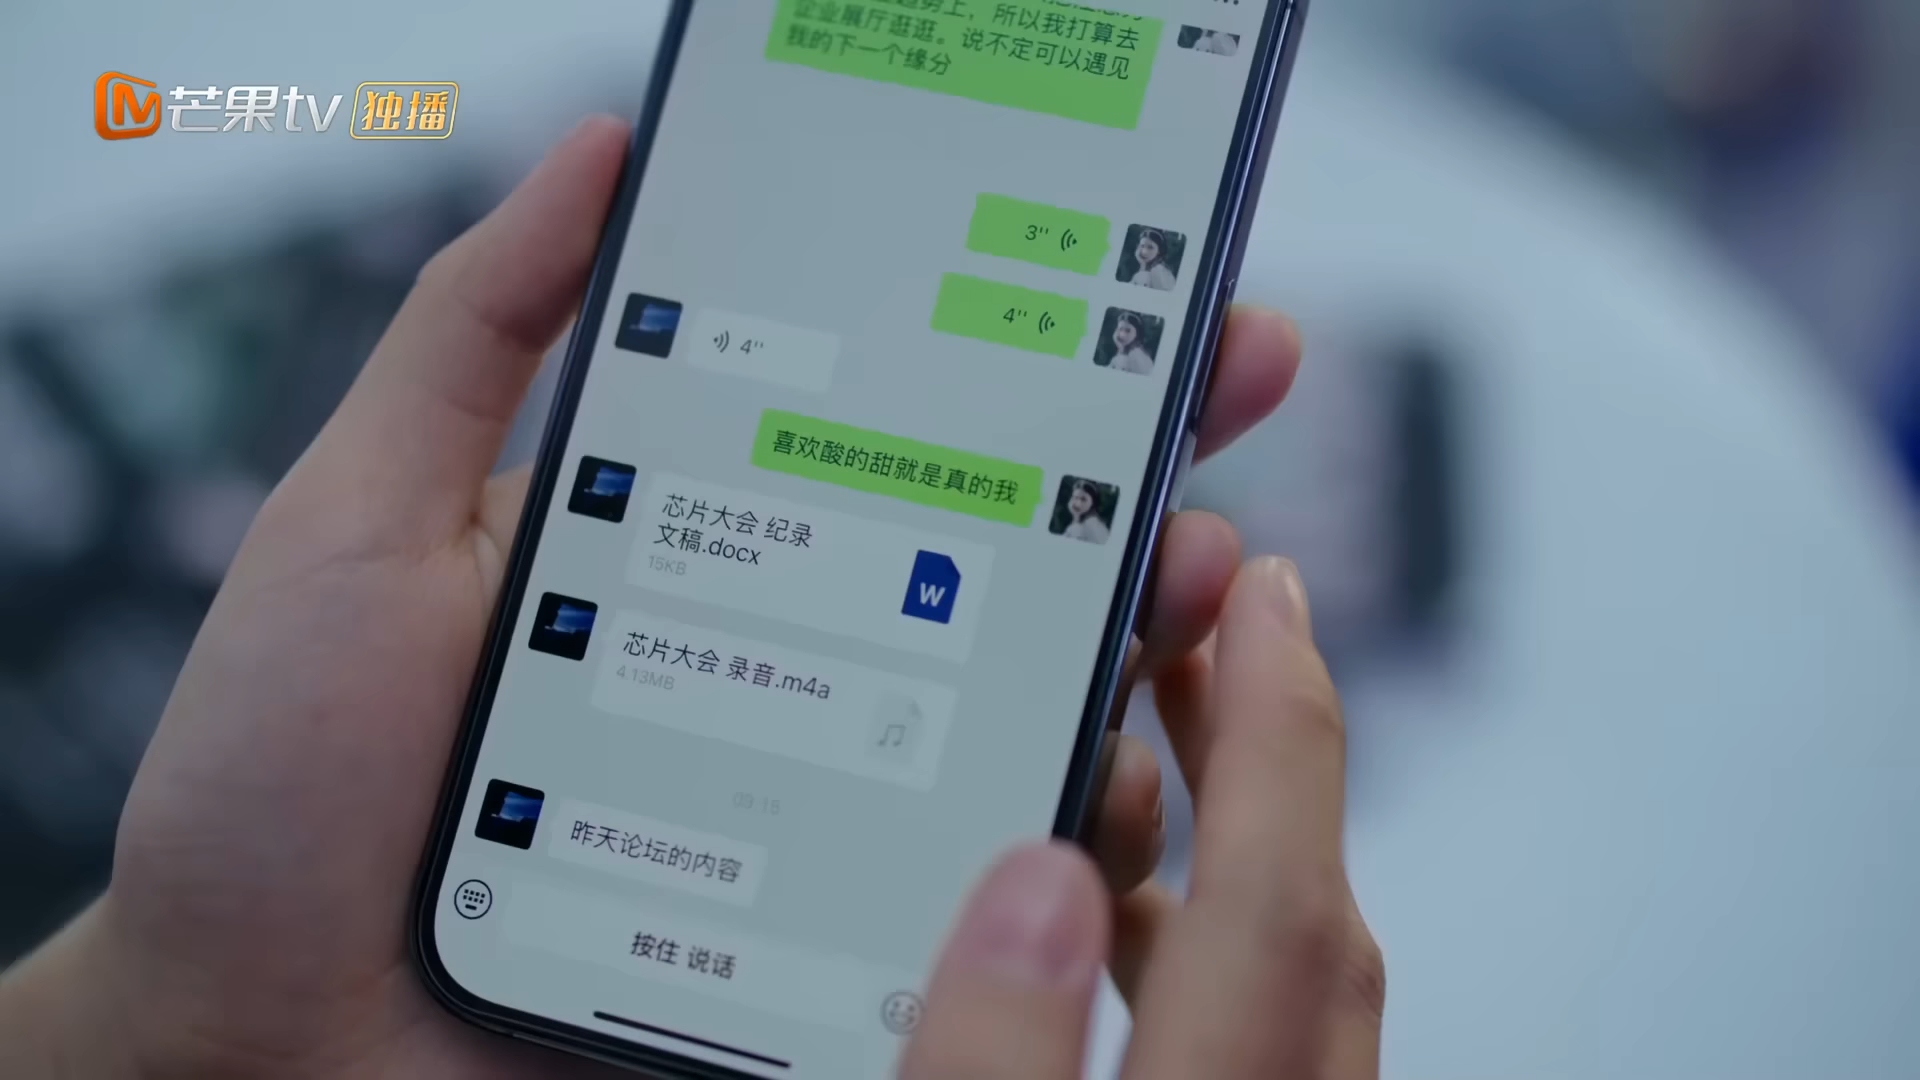 芒果tv 独播
趋势上，所以我打算去
企业展厅逛逛。说不定可以遇见
我的下一个缘分
3''
4''
4''
喜欢酸的甜就是真的我
芯片大会 纪录
文稿.docx
15KB
W
芯片大会 录音.m4a
4.13MB
09:15
昨天论坛的内容
按住 说话